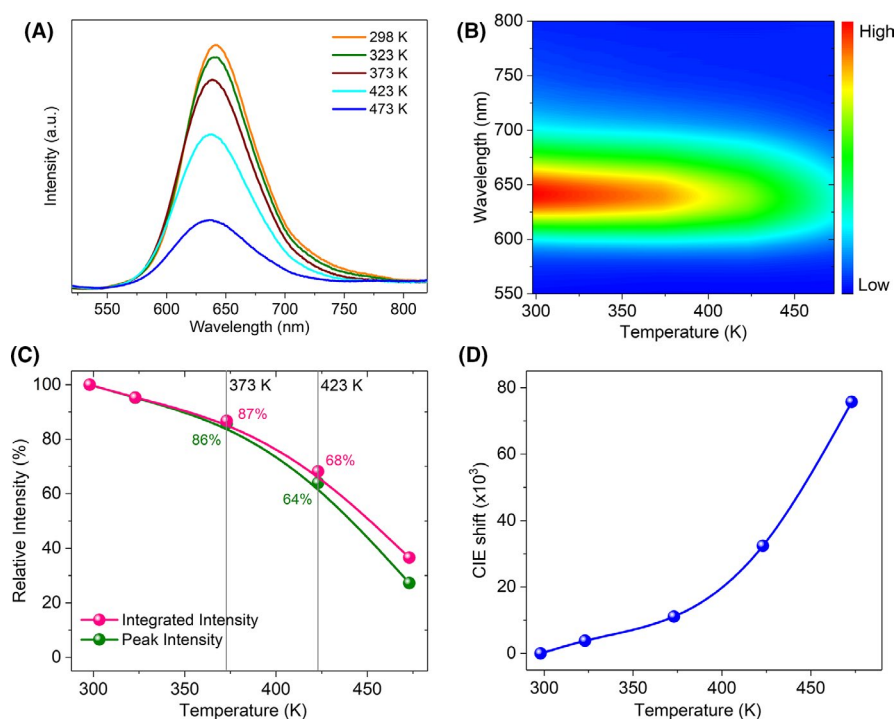 (A)
298 K
323 K
373 K
423 K
473 K
Intensity (a.u.)
550 600 650 700 750 800
Wavelength (nm)
(B)
800
750
700
650
600
550
Wavelength (nm)
300 350 400 450
Temperature (K)
High
Low
(C)
100
80
60
40
20
0
Relative Intensity (%)
373 K
423 K
87%
86%
68%
64%
Integrated Intensity
Peak Intensity
300 350 400 450
Temperature (K)
(D)
80
60
40
20
0
CIE shift (x10³)
300 350 400 450
Temperature (K)